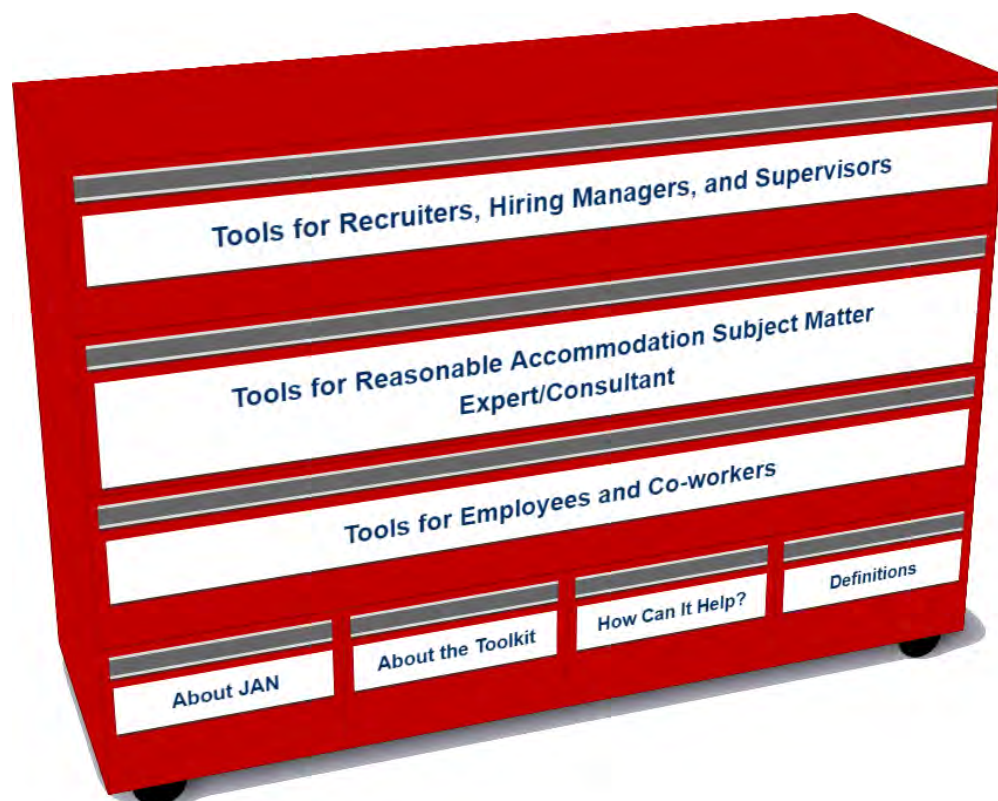 Tools for Recruiters, Hiring Managers, and Supervisors
Tools for Reasonable Accommodation Subject Matter
Expert/Consultant
Tools for Employees and Co-workers
About JAN
About the Toolkit
How Can It Help?
Definitions